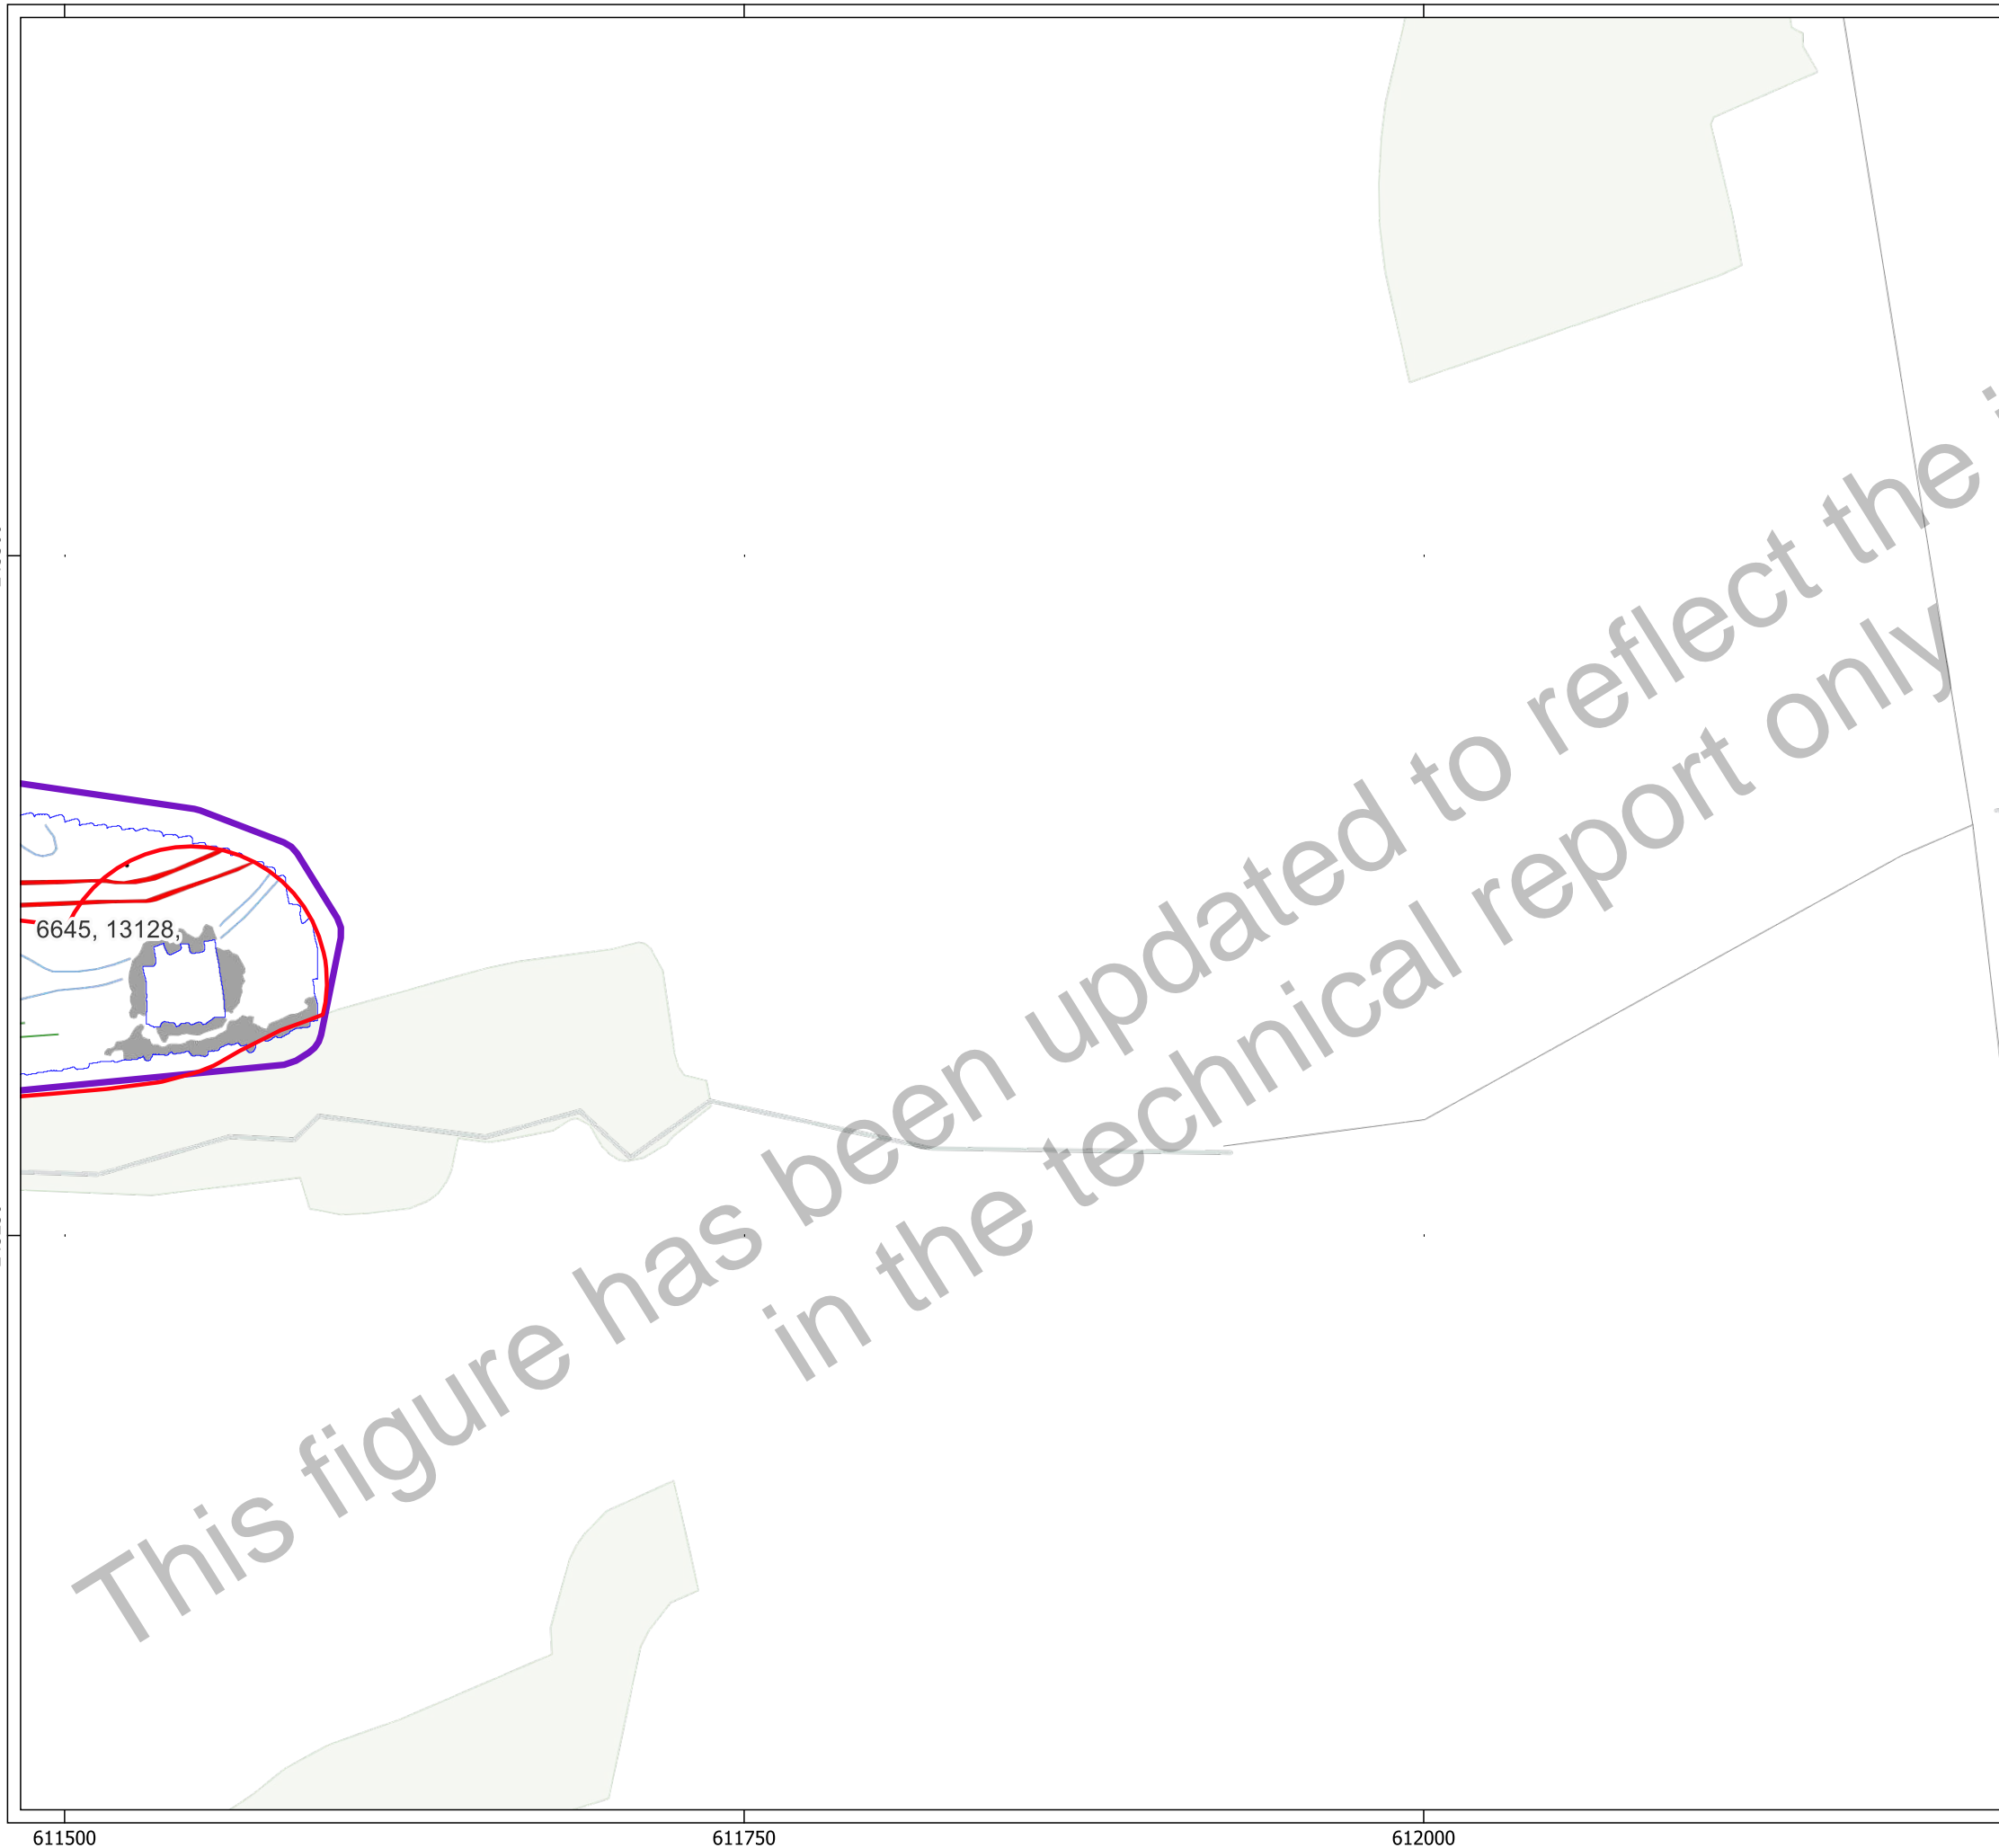 6645, 13128,
This figure has been updated to reflect the
in the technical report only
611500
611750
612000